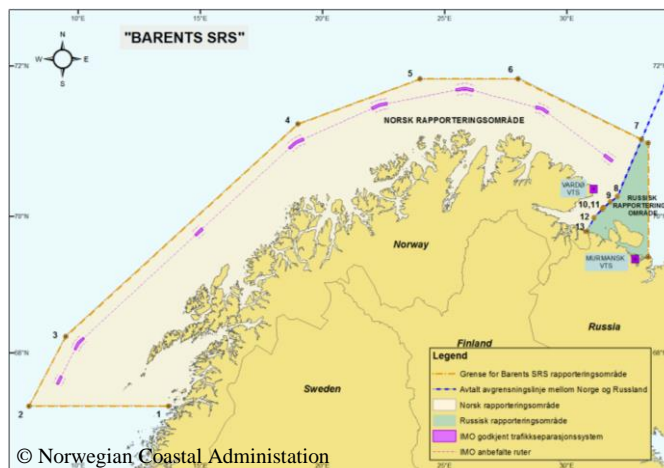 10°E 15°E 20°E 25°E 30°E
"BARENTS SRS"
N
W E
S
72°N 72°N
5 6
4 7
NORSK RAPPORTERINGSOMRÅDE
VARDØ
VTS
8
9
10,11
12
13
RUSSISK
RAPPORTERING
OMRÅDE
70°N
MURMANSK
VTS
Norway
3
68°N
Finland
Russia
Sweden
2 1
Legend
Grense for Barents SRS rapporteringsområde
Avtalt avgrensningslinje mellom Norge og Russland
Norsk rapporteringsområde
Russisk rapporteringsområde
IMO godkjent trafikkseparasjonssystem
IMO anbefalte ruter
© Norwegian Coastal Administation